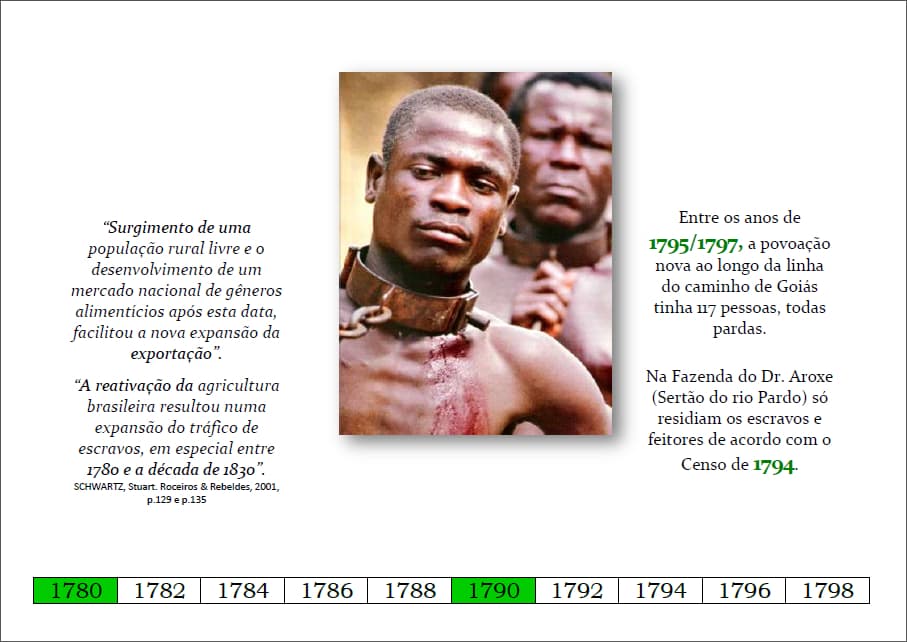 “Surgimento de uma
população rural livre e o
desenvolvimento de um
mercado nacional de gêneros
alimentícios após esta data,
facilitou a nova expansão da
exportação”.
“A reativação da agricultura
brasileira resultou numa
expansão do tráfico de
escravos, em especial entre
1780 e a década de 1830”.
SCHWARTZ, Stuart. Roceiros & Rebeldes, 2001,
p.129 e p.135
Entre os anos de
1795/1797, a povoação
nova ao longo da linha
do caminho de Goiás
tinha 117 pessoas, todas
pardas.
Na Fazenda do Dr. Aroxe
(Sertão do rio Pardo) só
residiam os escravos e
feitores de acordo com o
Censo de 1794.
1780 1782 1784 1786 1788 1790 1792 1794 1796 1798